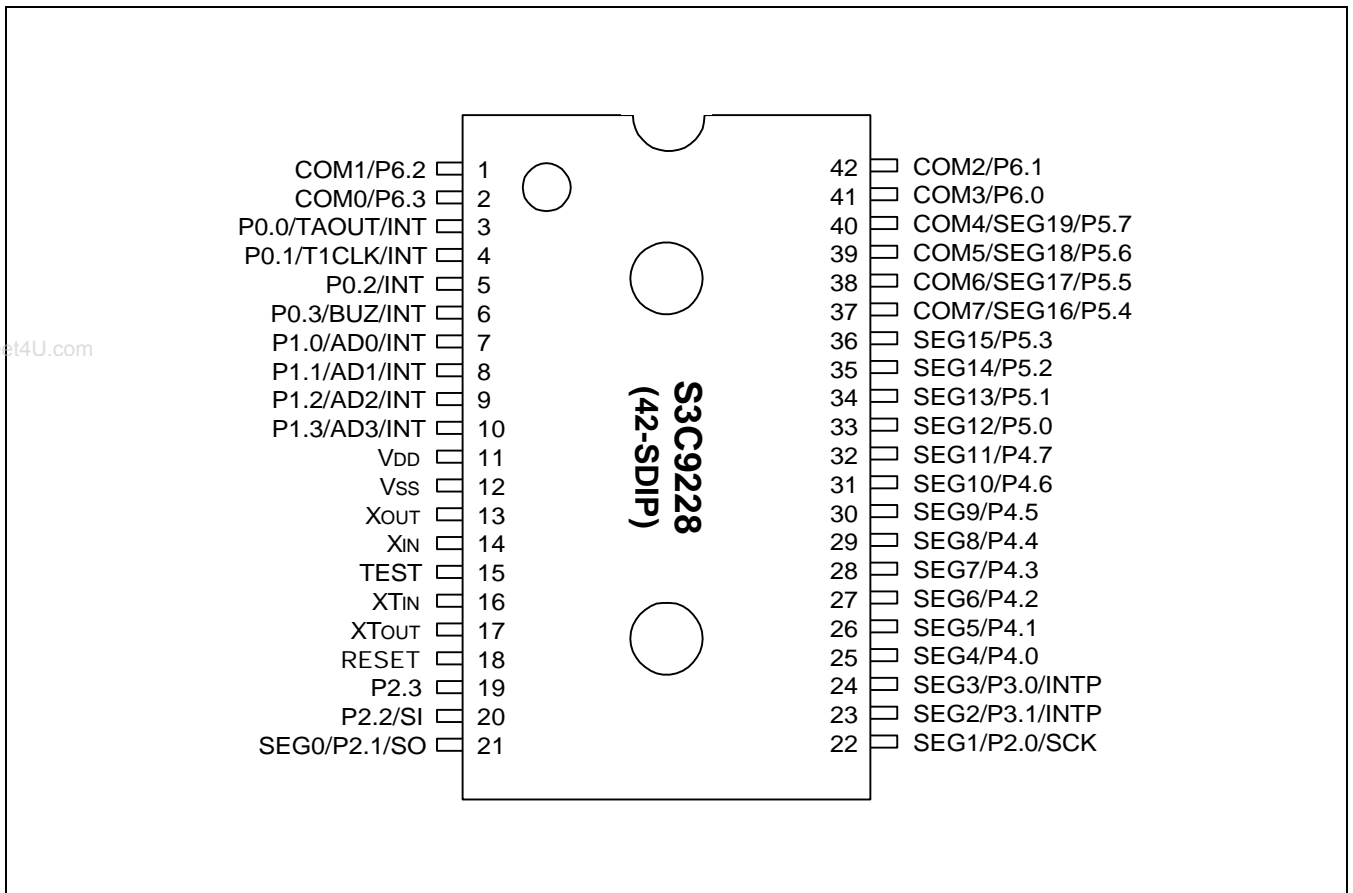 COM1/P6.2 1
COM0/P6.3 2
P0.0/TAOUT/INT 3
P0.1/T1CLK/INT 4
P0.2/INT 5
P0.3/BUZ/INT 6
P1.0/AD0/INT 7
P1.1/AD1/INT 8
P1.2/AD2/INT 9
P1.3/AD3/INT 10
VDD 11
VSS 12
XOUT 13
XIN 14
TEST 15
XTIN 16
XTOUT 17
RESET 18
P2.3 19
P2.2/SI 20
SEG0/P2.1/SO 21
S3C9228
(42-SDIP)
42 COM2/P6.1
41 COM3/P6.0
40 COM4/SEG19/P5.7
39 COM5/SEG18/P5.6
38 COM6/SEG17/P5.5
37 COM7/SEG16/P5.4
36 SEG15/P5.3
35 SEG14/P5.2
34 SEG13/P5.1
33 SEG12/P5.0
32 SEG11/P4.7
31 SEG10/P4.6
30 SEG9/P4.5
29 SEG8/P4.4
28 SEG7/P4.3
27 SEG6/P4.2
26 SEG5/P4.1
25 SEG4/P4.0
24 SEG3/P3.0/INTP
23 SEG2/P3.1/INTP
22 SEG1/P2.0/SCK
et4U.com